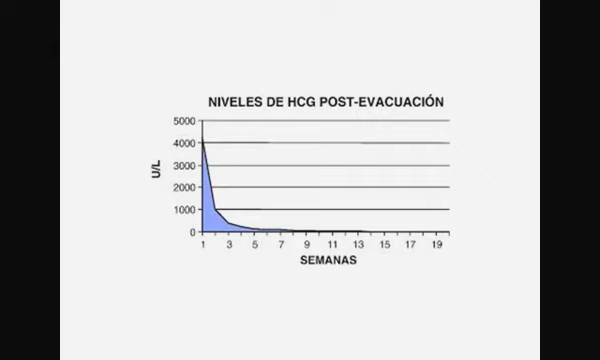 NIVELES DE HCG POST-EVACUACIÓN
5000
4000
3000
2000
1000
0
U/L
1 3 5 7 9 11 13 15 17 19
SEMANAS